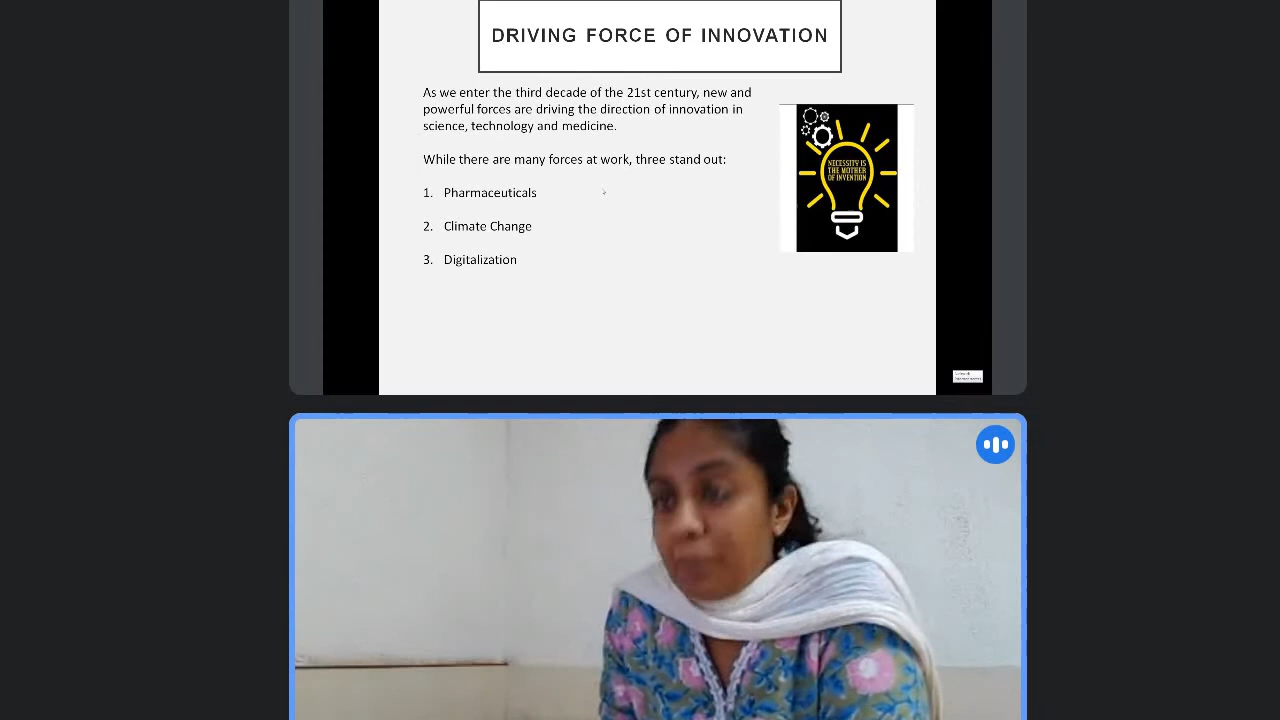 DRIVING FORCE OF INNOVATION
As we enter the third decade of the 21st century, new and
powerful forces are driving the direction of innovation in
science, technology and medicine.
While there are many forces at work, three stand out:
1. Pharmaceuticals
2. Climate Change
3. Digitalization
NECESSITY IS
THE MOTHER
OF INVENTION